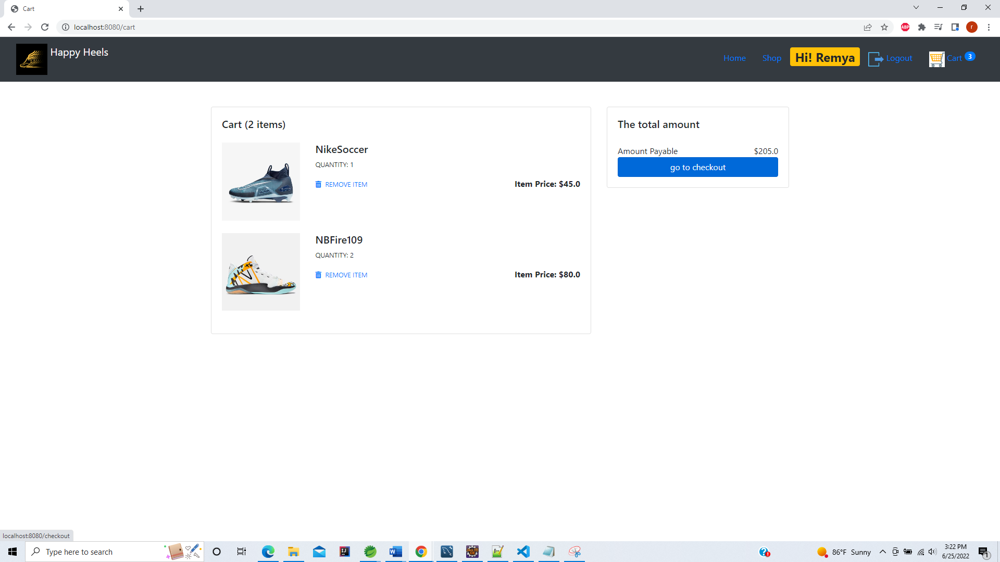 Cart
localhost:8080/cart
ABP
r
Happy Heels
Home
Shop
Hi! Remya
Logout
Cart 3
Cart (2 items)
NikeSoccer
QUANTITY: 1
REMOVE ITEM
Item Price: $45.0
NBFire109
QUANTITY: 2
REMOVE ITEM
Item Price: $80.0
The total amount
Amount Payable $205.0
go to checkout
localhost:8080/checkout
Type here to search
86°F Sunny
3:22 PM
6/25/2022
1